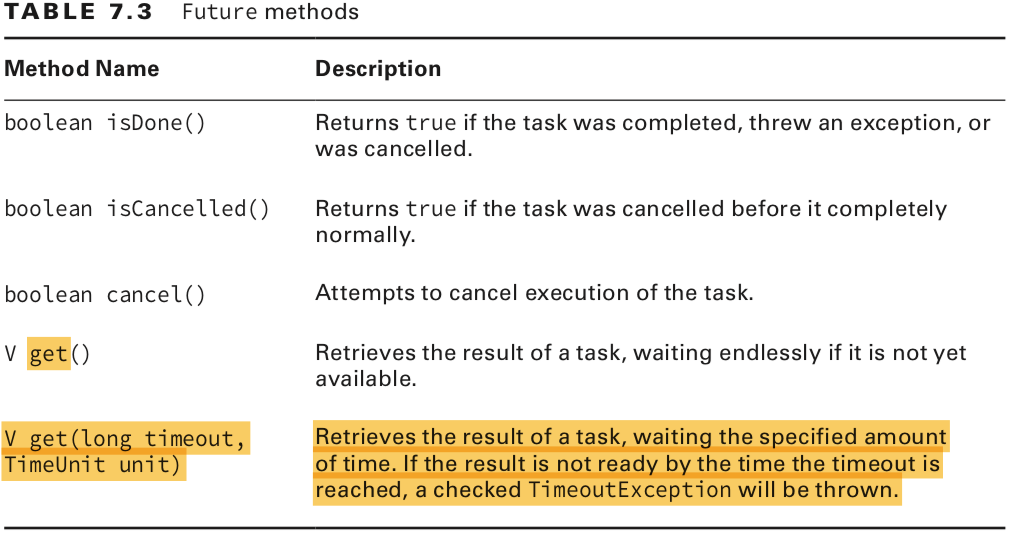 TABLE 7.3 Future methods
Method Name Description
boolean isDone() Returns true if the task was completed, threw an exception, or
was cancelled.
boolean isCancelled() Returns true if the task was cancelled before it completely
normally.
boolean cancel() Attempts to cancel execution of the task.
V get() Retrieves the result of a task, waiting endlessly if it is not yet
available.
V get(long timeout, Retrieves the result of a task, waiting the specified amount
TimeUnit unit) of time. If the result is not ready by the time the timeout is
reached, a checked TimeoutException will be thrown.